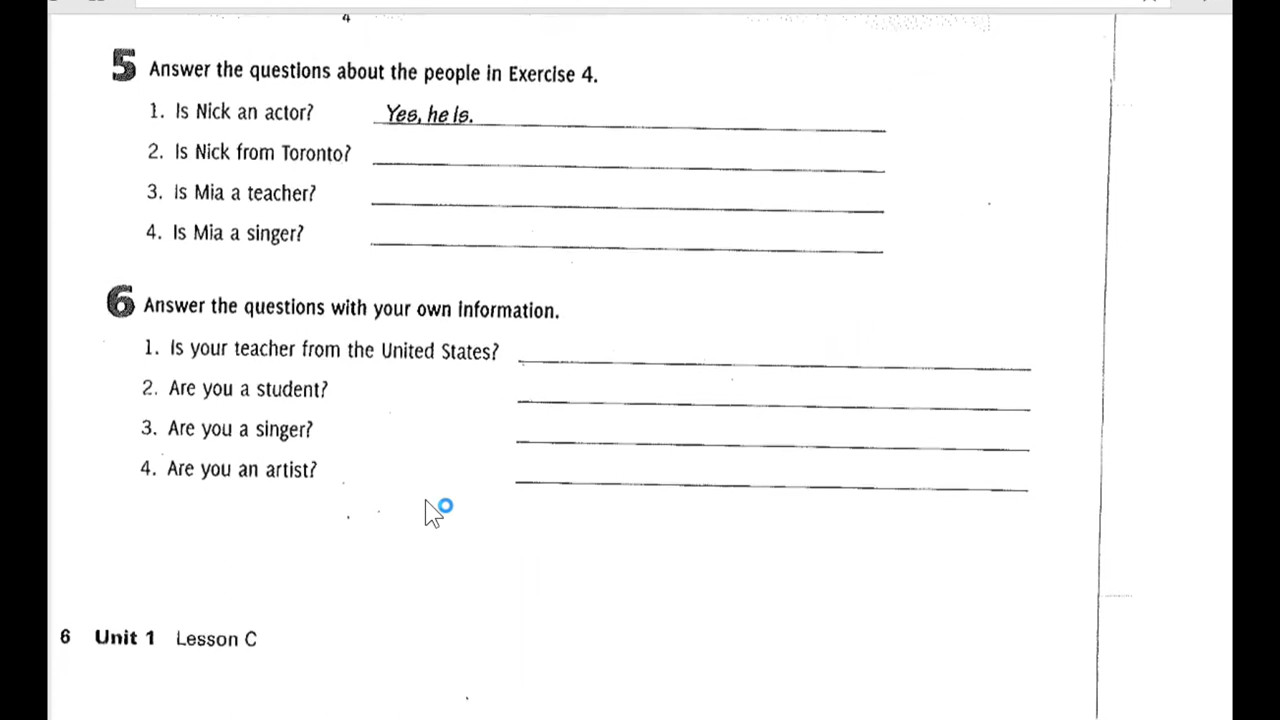 4
5 Answer the questions about the people in Exercise 4.
1. Is Nick an actor? Yes, he is.
2. Is Nick from Toronto?
3. Is Mia a teacher?
4. Is Mia a singer?
6 Answer the questions with your own information.
1. Is your teacher from the United States?
2. Are you a student?
3. Are you a singer?
4. Are you an artist?
6 Unit 1 Lesson C